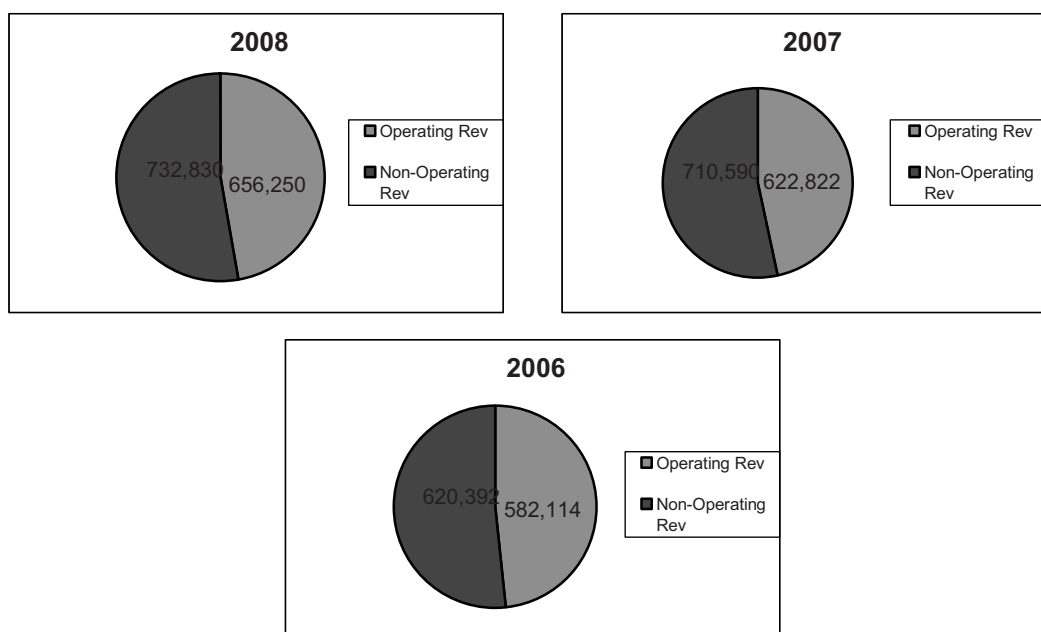 2008
732,830
656,250
Operating Rev
Non-Operating
Rev
2007
710,590
622,822
Operating Rev
Non-Operating
Rev
2006
620,392
582,114
Operating Rev
Non-Operating
Rev